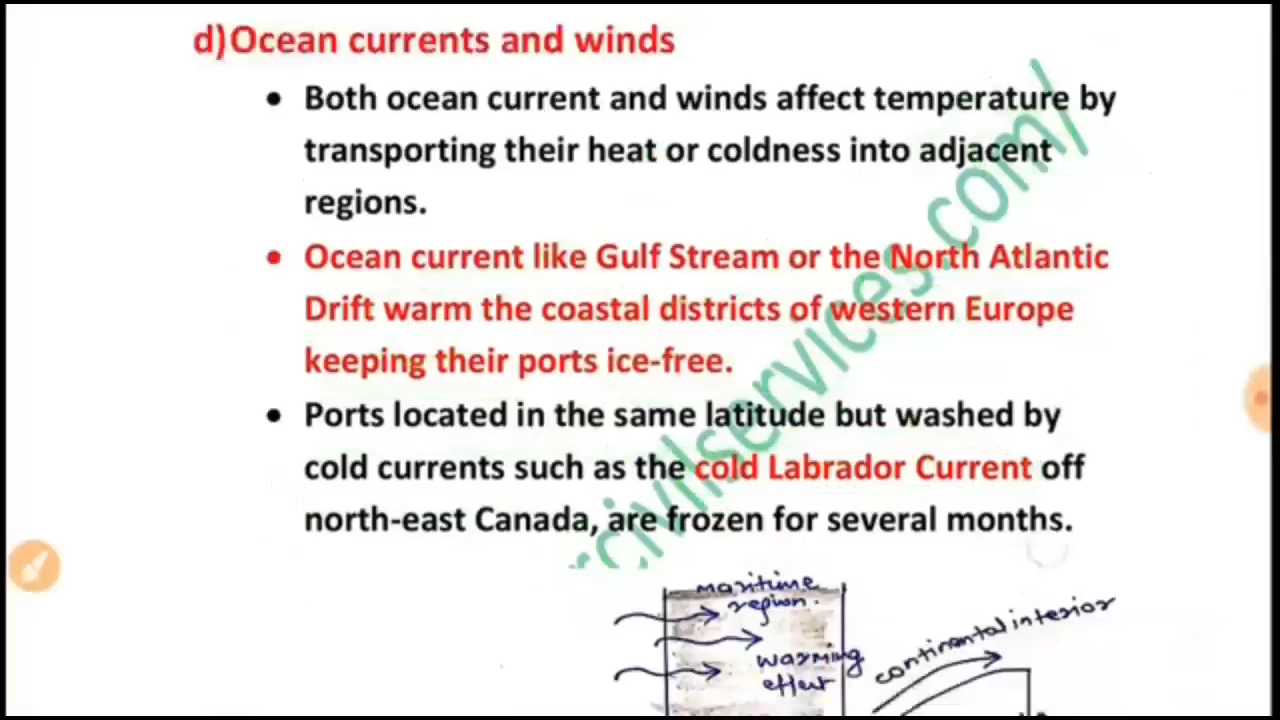 d)Ocean currents and winds
• Both ocean current and winds affect temperature by
transporting their heat or coldness into adjacent
regions.
• Ocean current like Gulf Stream or the North Atlantic
Drift warm the coastal districts of western Europe
keeping their ports ice-free.
• Ports located in the same latitude but washed by
cold currents such as the cold Labrador Current off
north-east Canada, are frozen for several months.
civilservices.com/
maritime
region.
warming
effect
continental interior